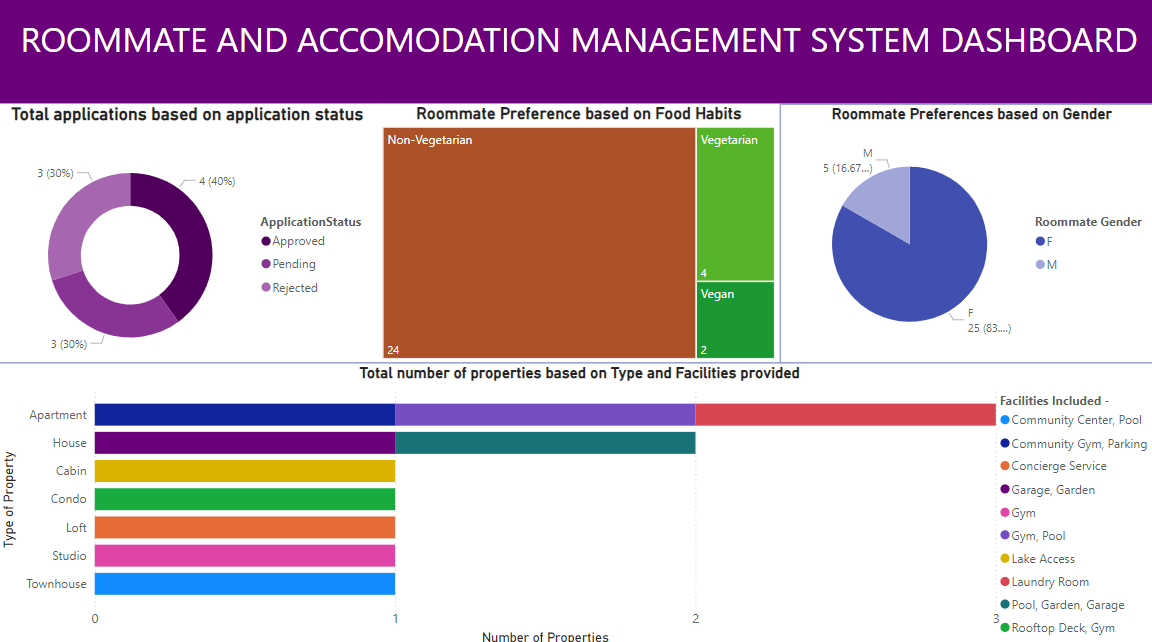 ROOMMATE AND ACCOMODATION MANAGEMENT SYSTEM DASHBOARD
Total applications based on application status
3 (30%)
4 (40%)
3 (30%)
ApplicationStatus
Approved
Pending
Rejected
Roommate Preference based on Food Habits
Non-Vegetarian
24
Vegetarian
4
Vegan
2
Roommate Preferences based on Gender
M
5 (16.67...)
F
25 (83....)
Roommate Gender
F
M
Total number of properties based on Type and Facilities provided
Type of Property
Apartment
House
Cabin
Condo
Loft
Studio
Townhouse
0
1
2
3
Number of Properties
Facilities Included -
Community Center, Pool
Community Gym, Parking
Concierge Service
Garage, Garden
Gym
Gym, Pool
Lake Access
Laundry Room
Pool, Garden, Garage
Rooftop Deck, Gym